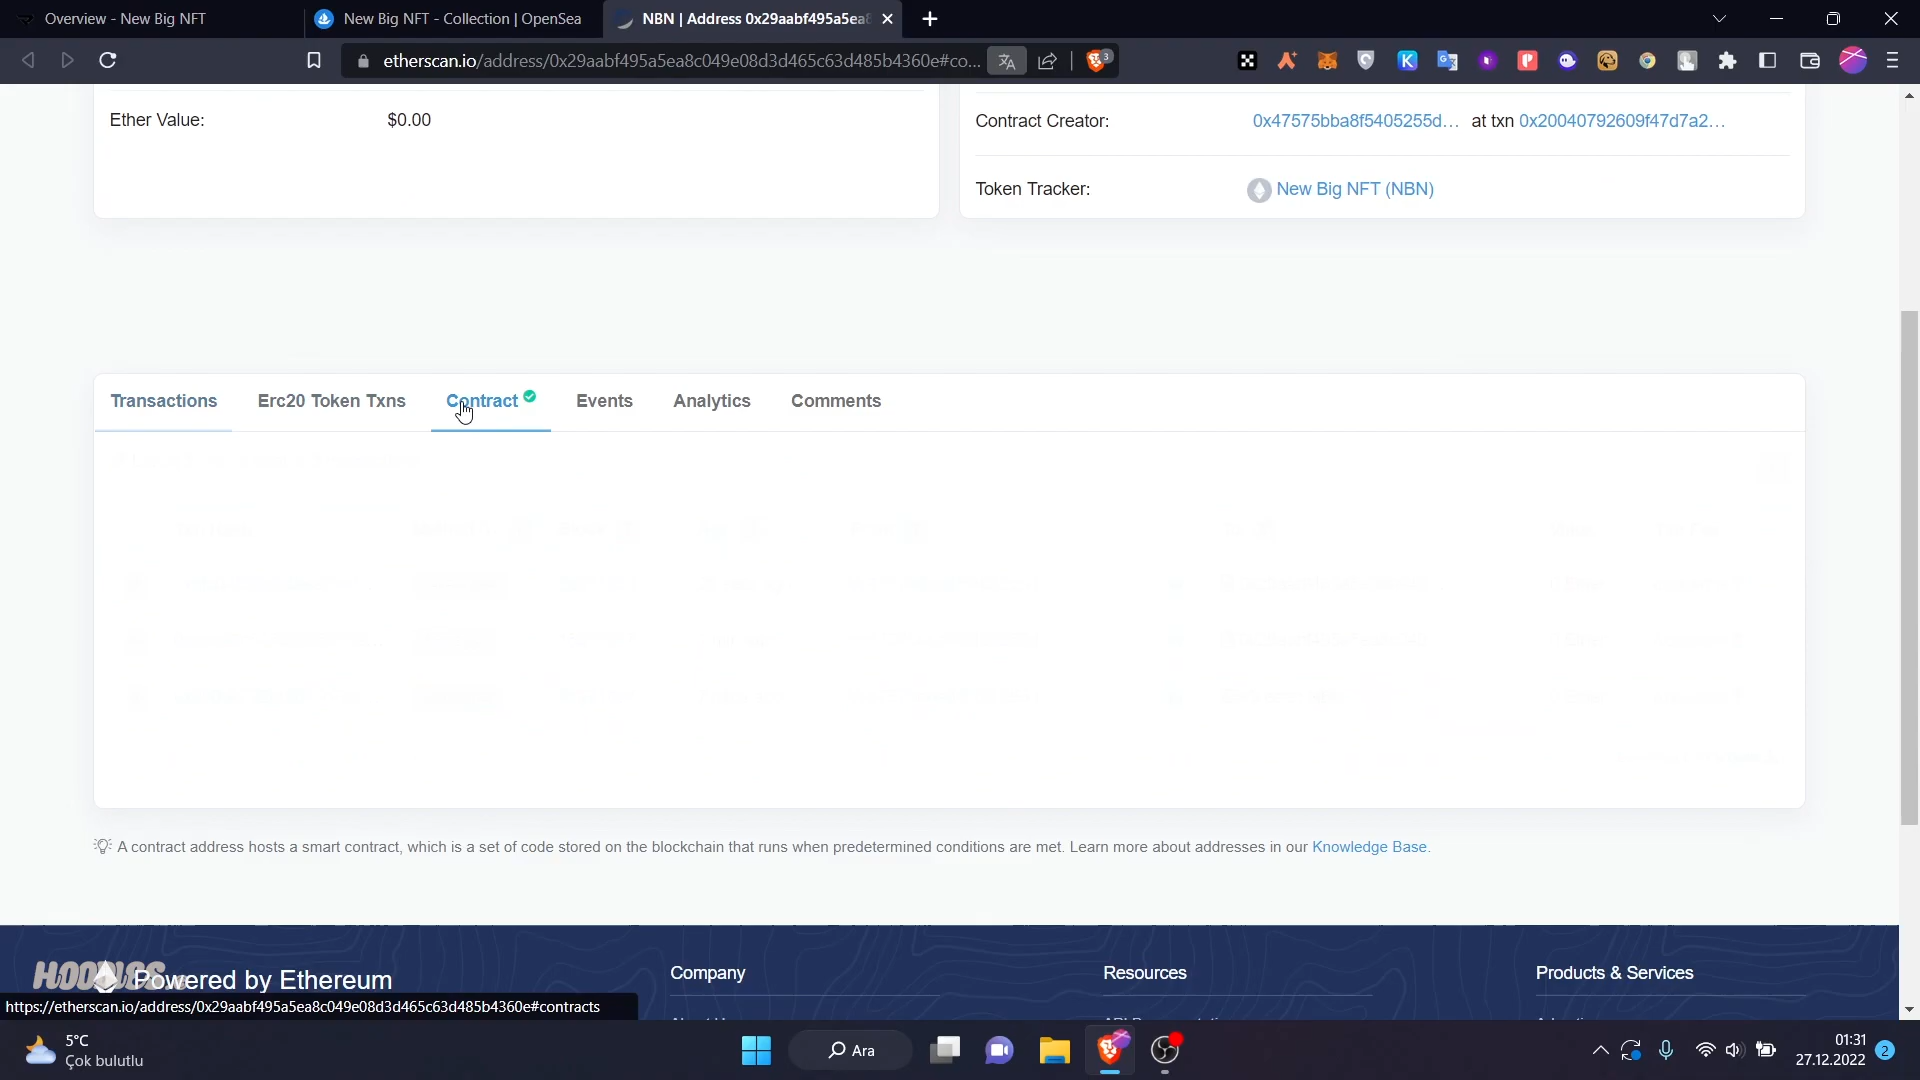 Overview - New Big NFT
New Big NFT - Collection | OpenSea
NBN | Address 0x29aabf495a5ea8
etherscan.io/address/0x29aabf495a5ea8c049e08d3d465c63d485b4360e#co...
3
Ether Value:
$0.00
Contract Creator:
0x47575bba8f5405255d... at txn 0x20040792609f47d7a2...
Token Tracker:
New Big NFT (NBN)
Transactions
Erc20 Token Txns
Contract
Events
Analytics
Comments
A contract address hosts a smart contract, which is a set of code stored on the blockchain that runs when predetermined conditions are met. Learn more about addresses in our Knowledge Base.
Powered by Ethereum
Company
Resources
Products & Services
https://etherscan.io/address/0x29aabf495a5ea8c049e08d3d465c63d485b4360e#contracts
5°C
Çok bulutlu
Ara
01:31
27.12.2022
2